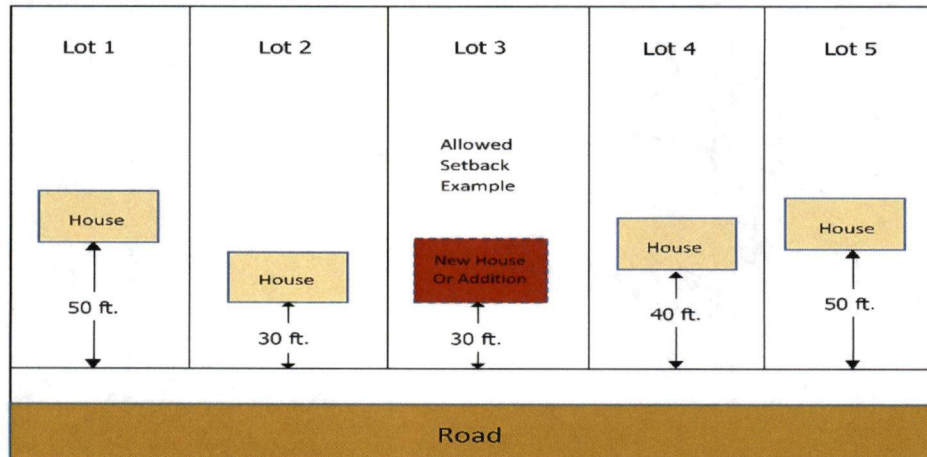 Lot 1
Lot 2
Lot 3
Lot 4
Lot 5
Allowed
Setback
Example
House
House
New House
Or Addition
House
House
50 ft.
30 ft.
30 ft.
40 ft.
50 ft.
Road